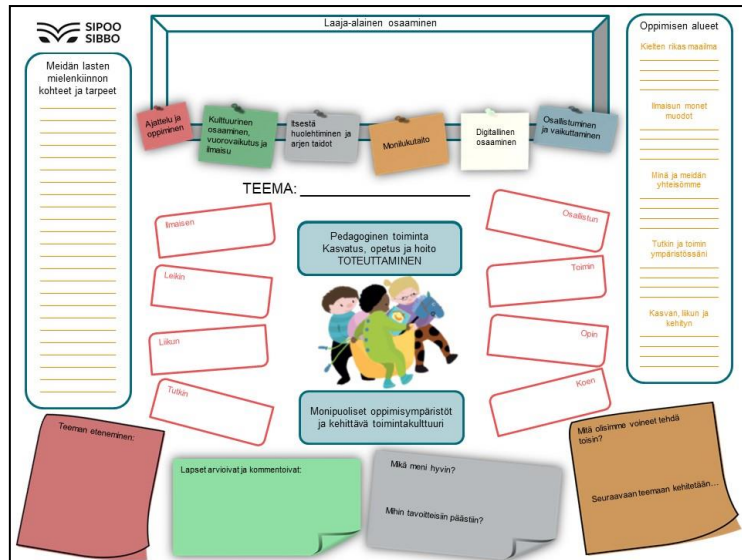 SIPOO
SIBBO
Laaja-alainen osaaminen
Meidän lasten
mielenkiinnon
kohteet ja tarpeet
Ajattelu ja
oppiminen
Kulttuurinen
osaaminen,
vuorovaikutus ja
ilmaisu
Itsestä
huolehtiminen ja
arjen taidot
Monilukutaito
Digitallinen
osaaminen
Osallistuminen
ja vaikuttaminen
Oppimisen alueet
Kielten rikas maailma
Ilmaisun monet
muodot
Minä ja meidän
yhteisömme
Tutkin ja toimin
ympäristössäni
Kasvan, liikun ja
kehityn
TEEMA:
Ilmaisen
Leikin
Liikun
Tutkin
Pedagoginen toiminta
Kasvatus, opetus ja hoito
TOTEUTTAMINEN
Osallistun
Toimin
Opin
Koen
Monipuoliset oppimisympäristöt
ja kehittävä toimintakulttuuri
Teeman eteneminen:
Lapset arvioivat ja kommentoivat:
Mikä meni hyvin?
Mihin tavoitteisiin päästiin?
Mitä olisimme voineet tehdä
toisin?
Seuraavaan teemaan kehitetään…